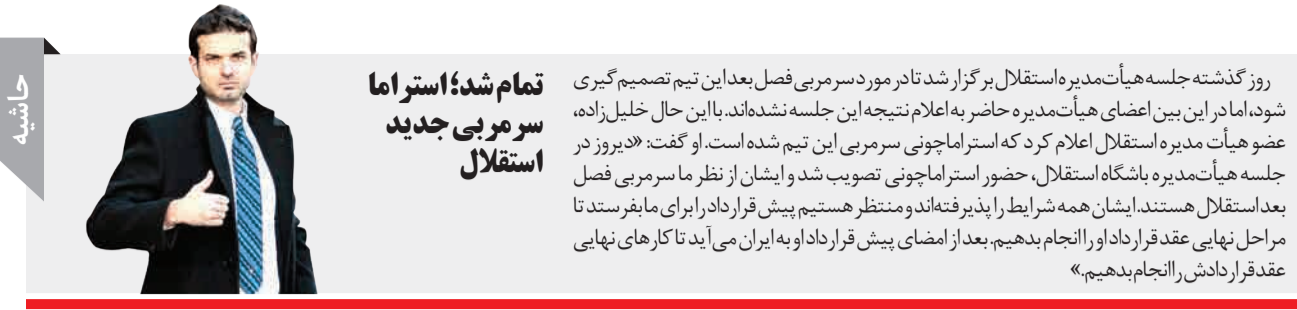 حاشیه
تمام شد؛ استراما
سرمربی جدید
استقلال
روز گذشته جلسه هیأت‌مدیره استقلال برگزار شد تا در مورد سرمربی فصل بعد این تیم تصمیم گیری
شود، اما در این بین اعضای هیأت‌مدیره حاضر به اعلام نتیجه این جلسه نشده‌اند. با این حال خلیل‌زاده،
عضو هیأت مدیره استقلال اعلام کرد که استراماچونی سرمربی این تیم شده است. او گفت: «دیروز در
جلسه هیأت‌مدیره باشگاه استقلال، حضور استراماچونی تصویب شد و ایشان از نظر ما سرمربی فصل
بعد استقلال هستند. ایشان همه شرایط را پذیرفته‌اند و منتظر هستیم پیش قرارداد را برای ما بفرستد تا
مراحل نهایی عقد قرارداد او را انجام بدهیم. بعد از امضای پیش قرارداد او به ایران می‌آید تا کارهای نهایی
عقد قراردادش را انجام بدهیم.»